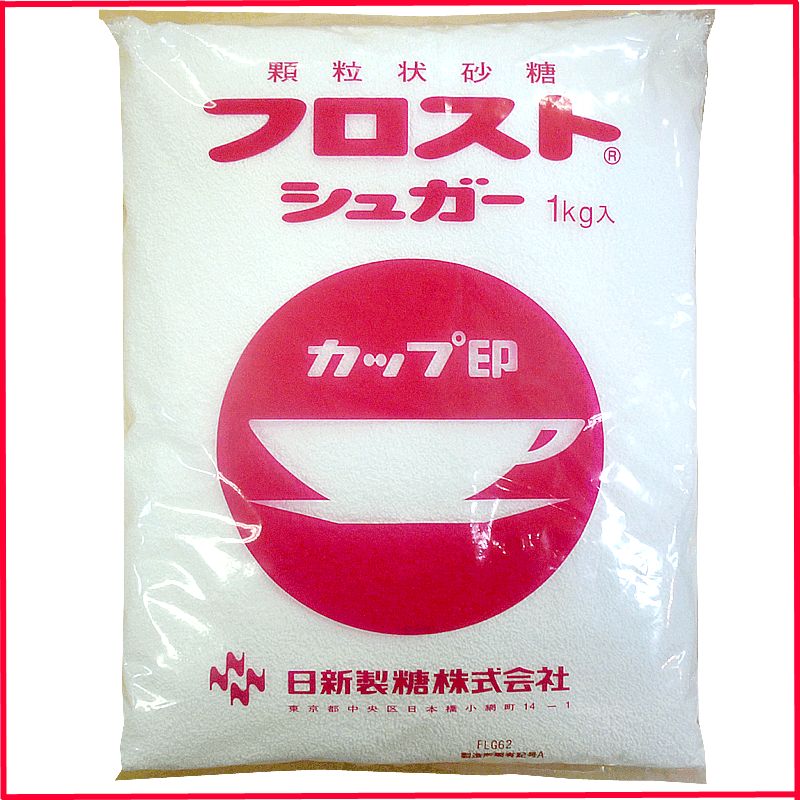 顆粒状砂糖
フロスト®
シュガー 1kg入
カップ印
日新製糖株式会社
東京都中央区日本橋小網町14-1
FLG62